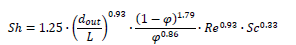 Sh = 1.25 · (d_out / L)^0.93 · (1 − φ)^1.79 / φ^0.86 · Re^0.93 · Sc^0.33